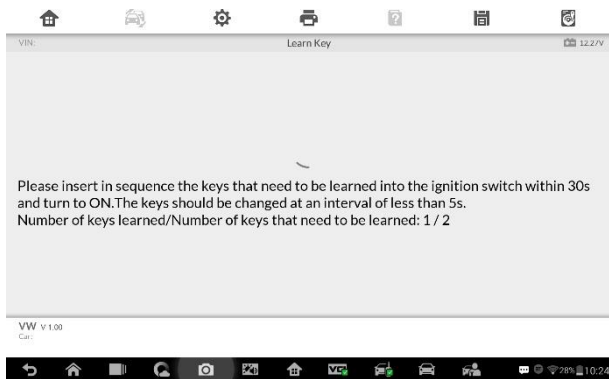 VIN:
Learn Key
12.27V
Please insert in sequence the keys that need to be learned into the ignition switch within 30s
and turn to ON.The keys should be changed at an interval of less than 5s.
Number of keys learned/Number of keys that need to be learned: 1 / 2
VW V 1.00
Car:
28% 10:24